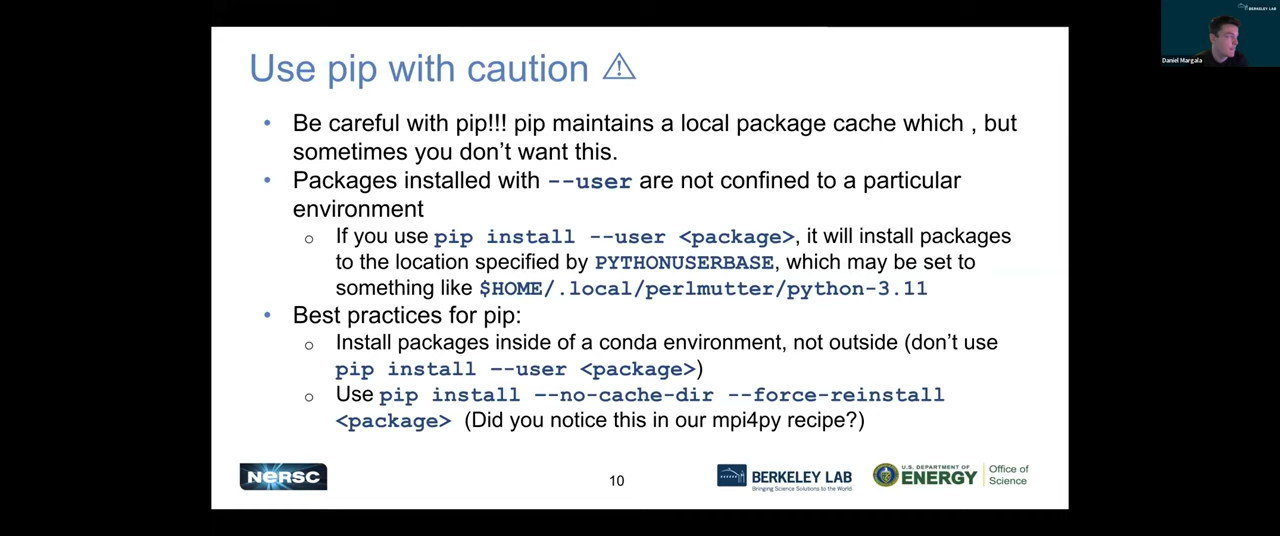 BERKELEY LAB
Daniel Margala
Use pip with caution
• Be careful with pip!!! pip maintains a local package cache which , but
sometimes you don’t want this.
• Packages installed with --user are not confined to a particular
environment
o If you use pip install --user <package>, it will install packages
to the location specified by PYTHONUSERBASE, which may be set to
something like $HOME/.local/perlmutter/python-3.11
• Best practices for pip:
o Install packages inside of a conda environment, not outside (don’t use
pip install –-user <package>)
o Use pip install –-no-cache-dir --force-reinstall
<package> (Did you notice this in our mpi4py recipe?)
NERSC
10
BERKELEY LAB
Bringing Science Solutions to the World
U.S. DEPARTMENT OF
ENERGY
Office of
Science